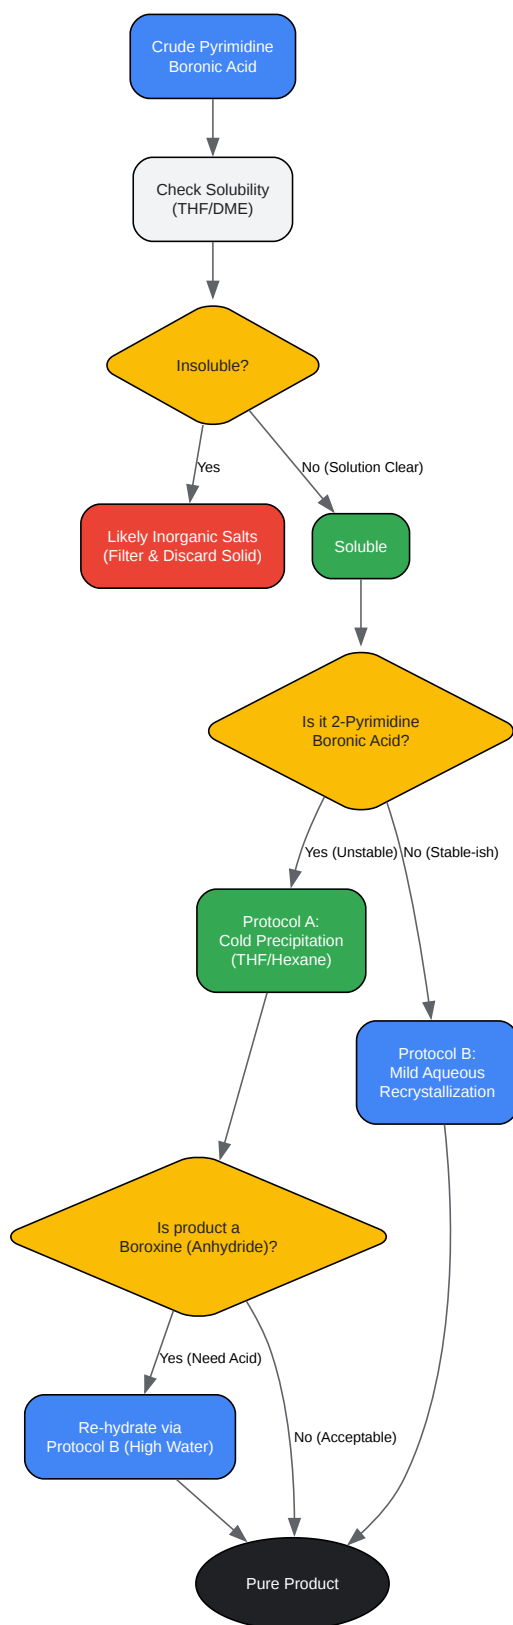 Crude Pyrimidine
Boronic Acid
Check Solubility
(THF/DME)
Insoluble?
Yes
No (Solution Clear)
Likely Inorganic Salts
(Filter & Discard Solid)
Soluble
Is it 2-Pyrimidine
Boronic Acid?
Yes (Unstable)
No (Stable-ish)
Protocol A:
Cold Precipitation
(THF/Hexane)
Protocol B:
Mild Aqueous
Recrystallization
Is product a
Boroxine (Anhydride)?
Yes (Need Acid)
Re-hydrate via
Protocol B (High Water)
No (Acceptable)
Pure Product